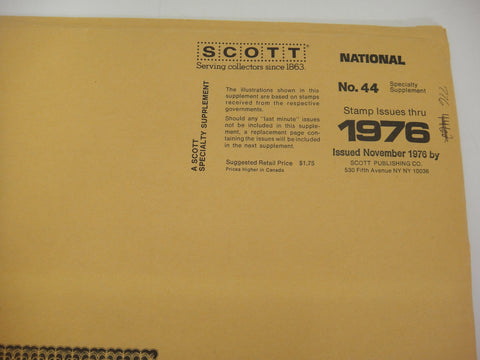 SCOTT
Serving collectors since 1863.
A SCOTT
SPECIALTY SUPPLEMENT
The illustrations shown in this
supplement are based on stamps
received from the respective
governments.
Should any "last minute" issues
not be included in this supple-
ment, a replacement page con-
taining the issues will be included
in the next supplement.
Suggested Retail Price $1.75
Prices Higher in Canada
NATIONAL
No. 44 Specialty
Supplement
Stamp Issues thru
1976
Issued November 1976 by
SCOTT PUBLISHING CO.
530 Fifth Avenue NY NY 10036